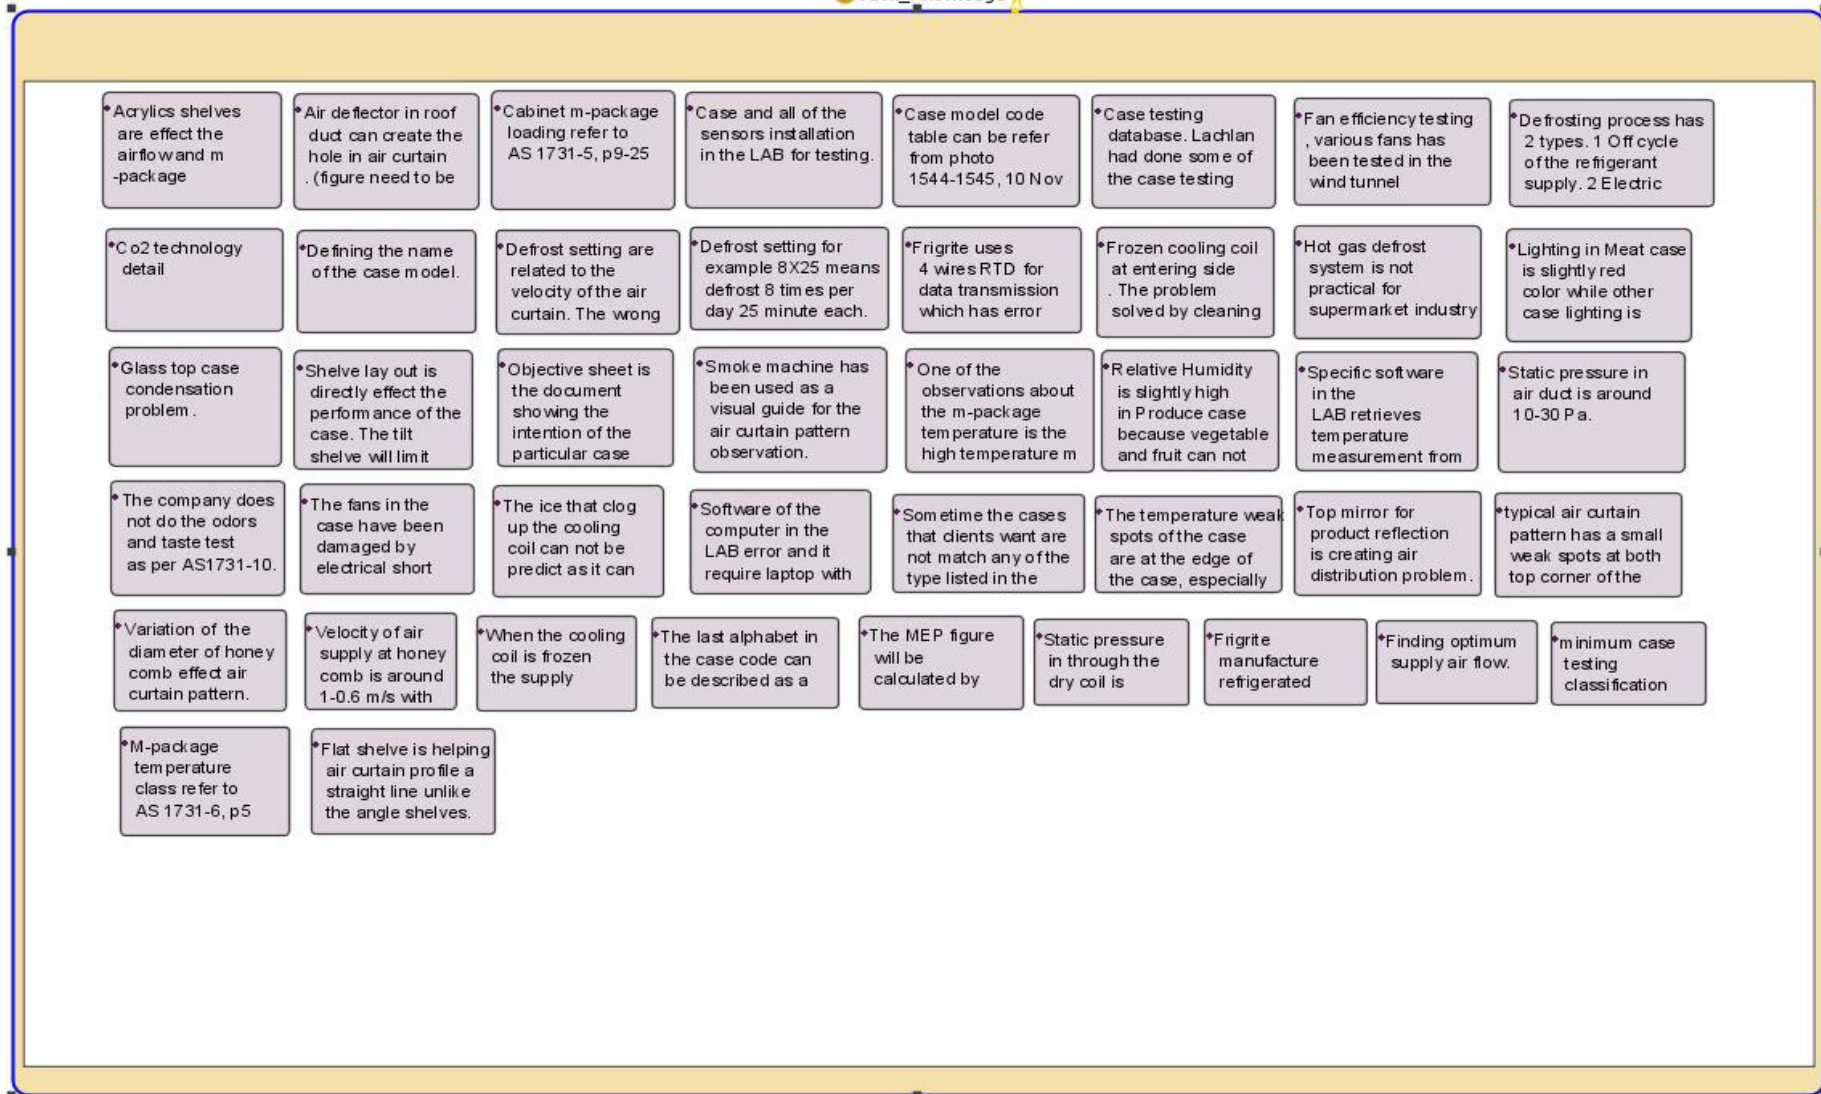 Acrylics shelves
are effect the
airflow and m
-package
Air deflector in roof
duct can create the
hole in air curtain
. (figure need to be
Cabinet m-package
loading refer to
AS 1731-5, p9-25
Case and all of the
sensors installation
in the LAB for testing.
Case model code
table can be refer
from photo
1544-1545, 10 Nov
Case testing
database. Lachlan
had done some of
the case testing
Fan efficiency testing
, various fans has
been tested in the
wind tunnel
Defrosting process has
2 types. 1 Off cycle
of the refrigerant
supply. 2 Electric
Co2 technology
detail
Defining the name
of the case model.
Defrost setting are
related to the
velocity of the air
curtain. The wrong
Defrost setting for
example 8X25 means
defrost 8 times per
day 25 minute each.
Frigrite uses
4 wires RTD for
data transmission
which has error
Frozen cooling coil
at entering side
. The problem
solved by cleaning
Hot gas defrost
system is not
practical for
supermarket industry
Lighting in Meat case
is slightly red
color while other
case lighting is
Glass top case
condensation
problem.
Shelve lay out is
directly effect the
performance of the
case. The tilt
shelve will limit
Objective sheet is
the document
showing the
intention of the
particular case
Smoke machine has
been used as a
visual guide for the
air curtain pattern
observation.
One of the
observations about
the m-package
temperature is the
high temperature m
Relative Humidity
is slightly high
in Produce case
because vegetable
and fruit can not
Specific software
in the
LAB retrieves
temperature
measurement from
Static pressure in
air duct is around
10-30 Pa.
The company does
not do the odors
and taste test
as per AS1731-10.
The fans in the
case have been
damaged by
electrical short
The ice that clog
up the cooling
coil can not be
predict as it can
Software of the
computer in the
LAB error and it
require laptop with
Sometime the cases
that clients want are
not match any of the
type listed in the
The temperature weak
spots of the case
are at the edge of
the case, especially
Top mirror for
product reflection
is creating air
distribution problem.
typical air curtain
pattern has a small
weak spots at both
top corner of the
Variation of the
diameter of honey
comb effect air
curtain pattern.
Velocity of air
supply at honey
comb is around
1-0.6 m/s with
When the cooling
coil is frozen
the supply
The last alphabet in
the case code can
be described as a
The MEP figure
will be
calculated by
Static pressure
in through the
dry coil is
Frigrite
manufacture
refrigerated
Finding optimum
supply air flow.
minimum case
testing
classification
M-package
temperature
class refer to
AS 1731-6, p5
Flat shelve is helping
air curtain profile a
straight line unlike
the angle shelves.